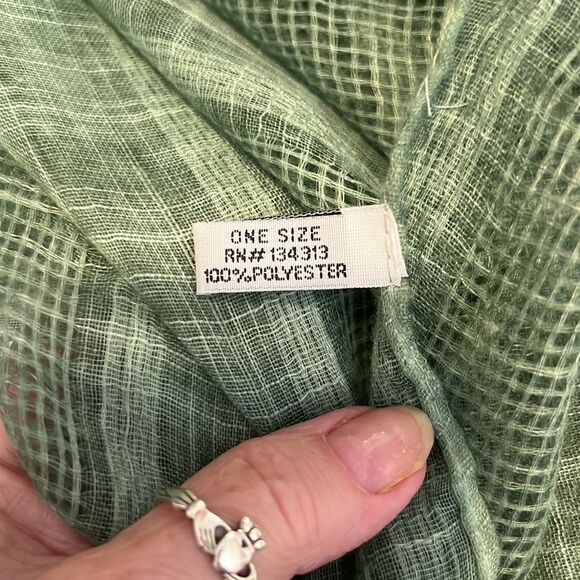 ONE SIZE
RN# 134313
100%POLYESTER